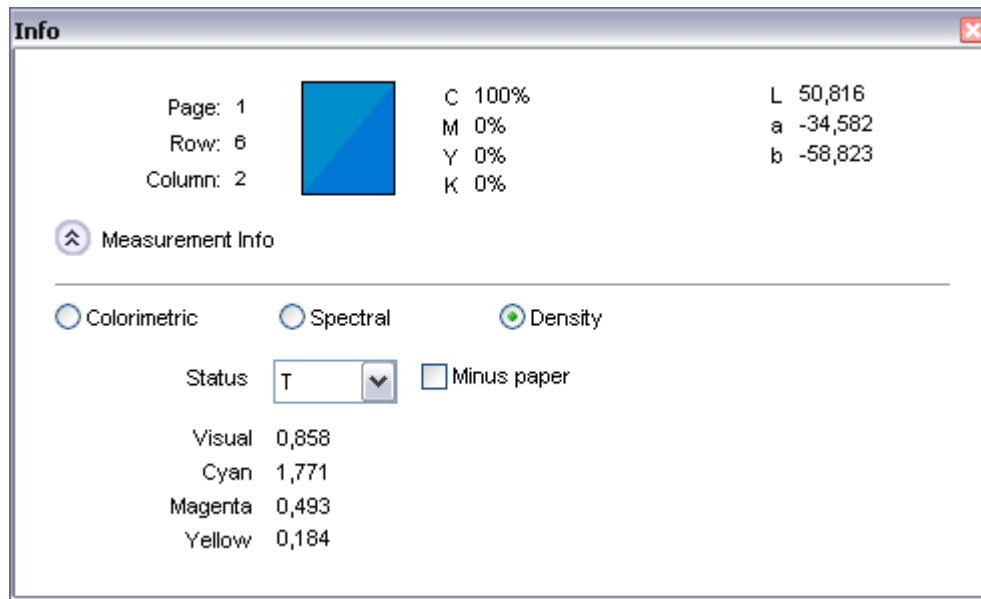 Info
Page: 1
Row: 6
Column: 2
C 100%
M 0%
Y 0%
K 0%
L 50,816
a -34,582
b -58,823
Measurement Info
Colorimetric
Spectral
Density
Status T
Minus paper
Visual 0,858
Cyan 1,771
Magenta 0,493
Yellow 0,184